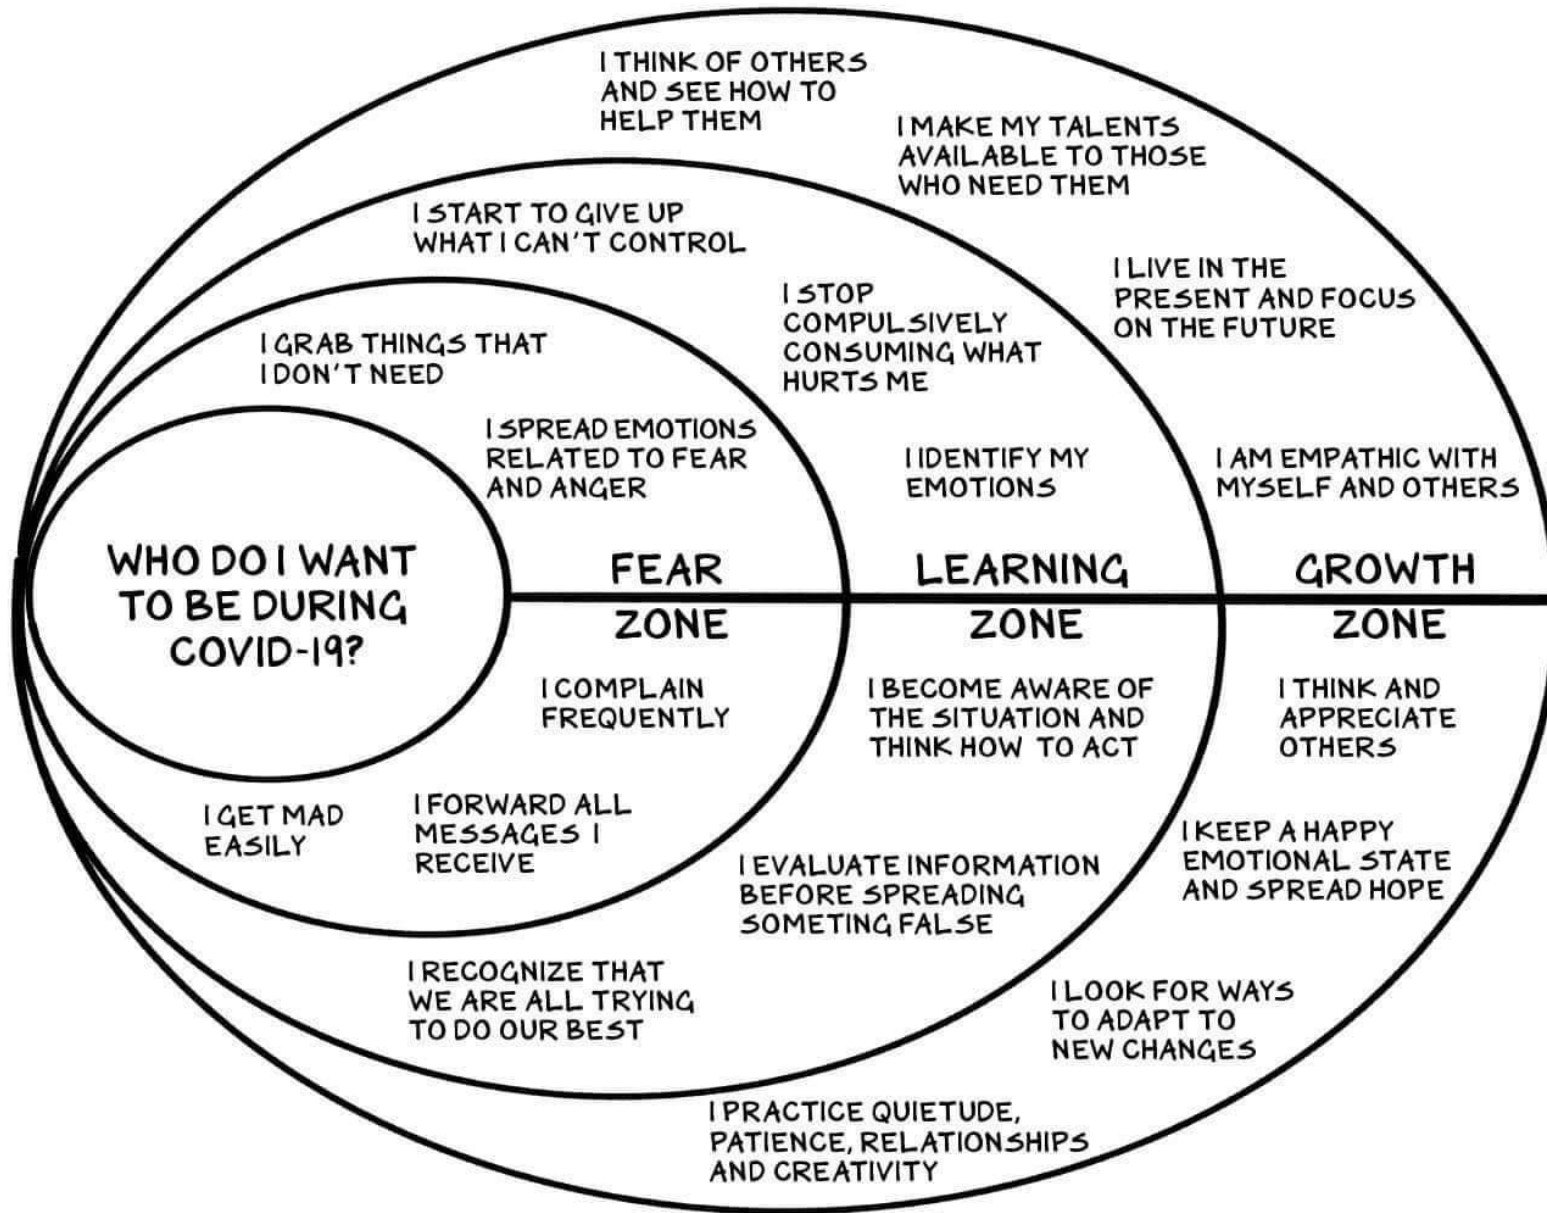 I THINK OF OTHERS
AND SEE HOW TO
HELP THEM
I MAKE MY TALENTS
AVAILABLE TO THOSE
WHO NEED THEM
I START TO GIVE UP
WHAT I CAN'T CONTROL
I LIVE IN THE
PRESENT AND FOCUS
ON THE FUTURE
I STOP
COMPULSIVELY
CONSUMING WHAT
HURTS ME
I GRAB THINGS THAT
I DON'T NEED
I SPREAD EMOTIONS
RELATED TO FEAR
AND ANGER
I IDENTIFY MY
EMOTIONS
I AM EMPATHIC WITH
MYSELF AND OTHERS
WHO DO I WANT
TO BE DURING
COVID-19?
FEAR
ZONE
LEARNING
ZONE
GROWTH
ZONE
I COMPLAIN
FREQUENTLY
I BECOME AWARE OF
THE SITUATION AND
THINK HOW TO ACT
I THINK AND
APPRECIATE
OTHERS
I GET MAD
EASILY
I FORWARD ALL
MESSAGES I
RECEIVE
I EVALUATE INFORMATION
BEFORE SPREADING
SOMETING FALSE
I KEEP A HAPPY
EMOTIONAL STATE
AND SPREAD HOPE
I RECOGNIZE THAT
WE ARE ALL TRYING
TO DO OUR BEST
I LOOK FOR WAYS
TO ADAPT TO
NEW CHANGES
I PRACTICE QUIETUDE,
PATIENCE, RELATIONSHIPS
AND CREATIVITY